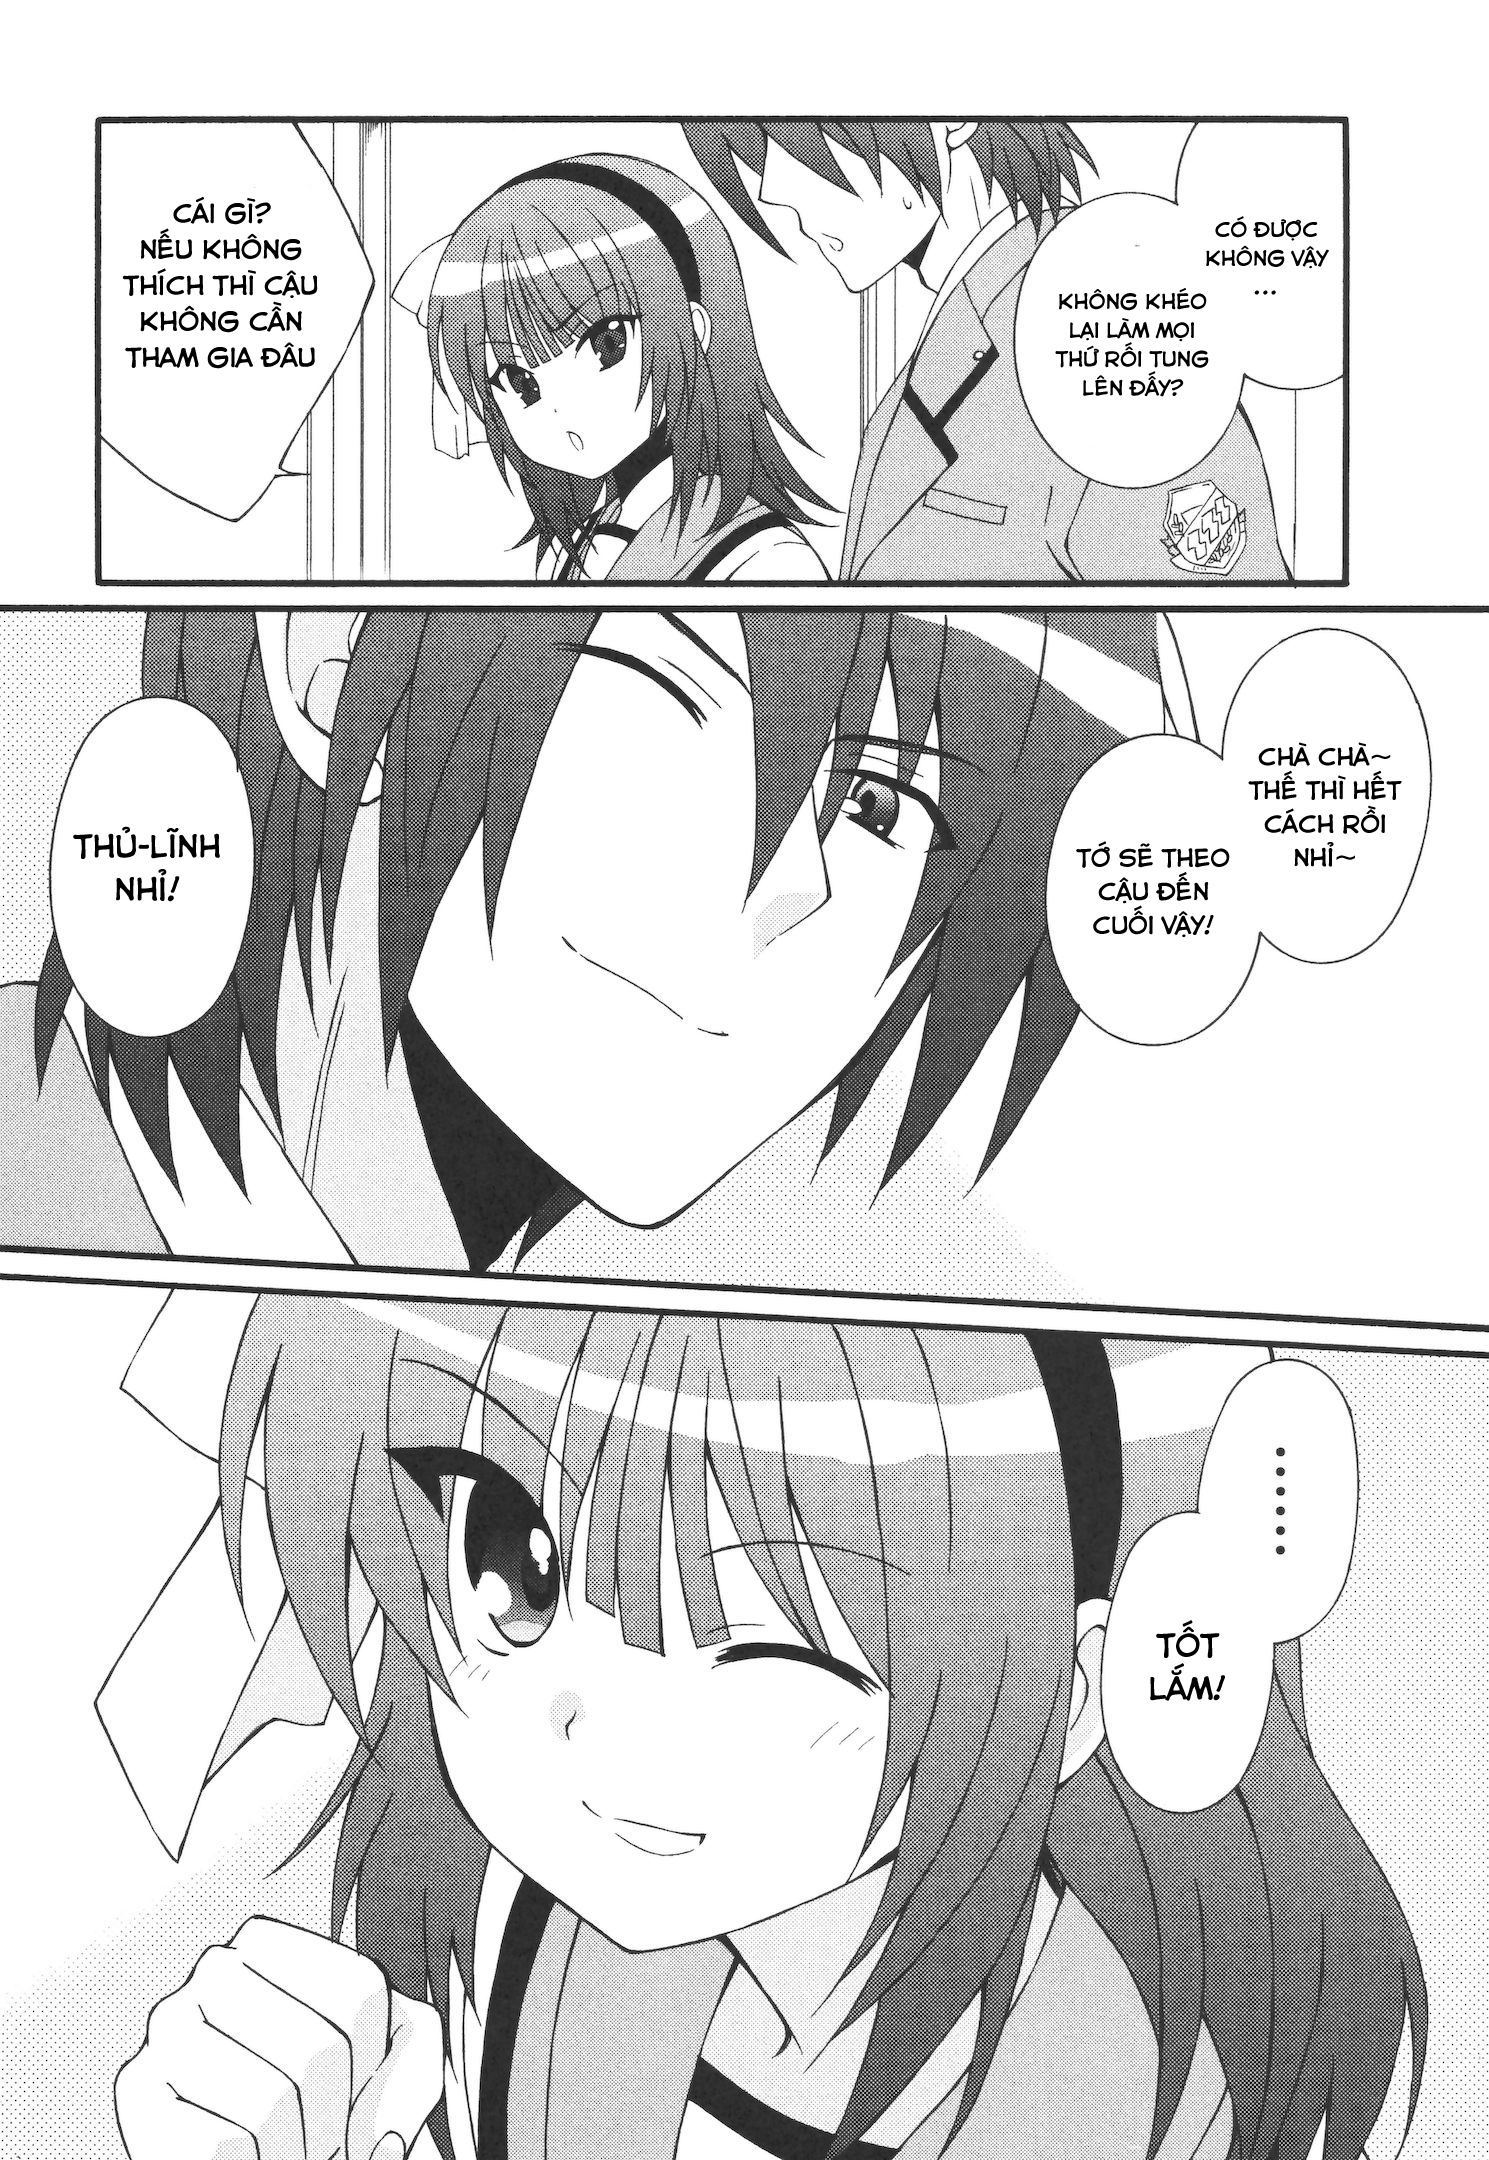 CÓ ĐƯỢC
KHÔNG VẬY
...
KHÔNG KHÉO
LẠI LÀM MỌI
THỨ RỐI TUNG
LÊN ĐẤY?
CÁI GÌ?
NẾU KHÔNG
THÍCH THÌ CẬU
KHÔNG CẦN
THAM GIA ĐÂU
CHÀ CHÀ~
THẾ THÌ HẾT
CÁCH RỒI
NHỈ~
TỚ SẼ THEO
CẬU ĐẾN
CUỐI VẬY!
THỦ-LĨNH
NHỈ!
......
TỐT
LẮM!